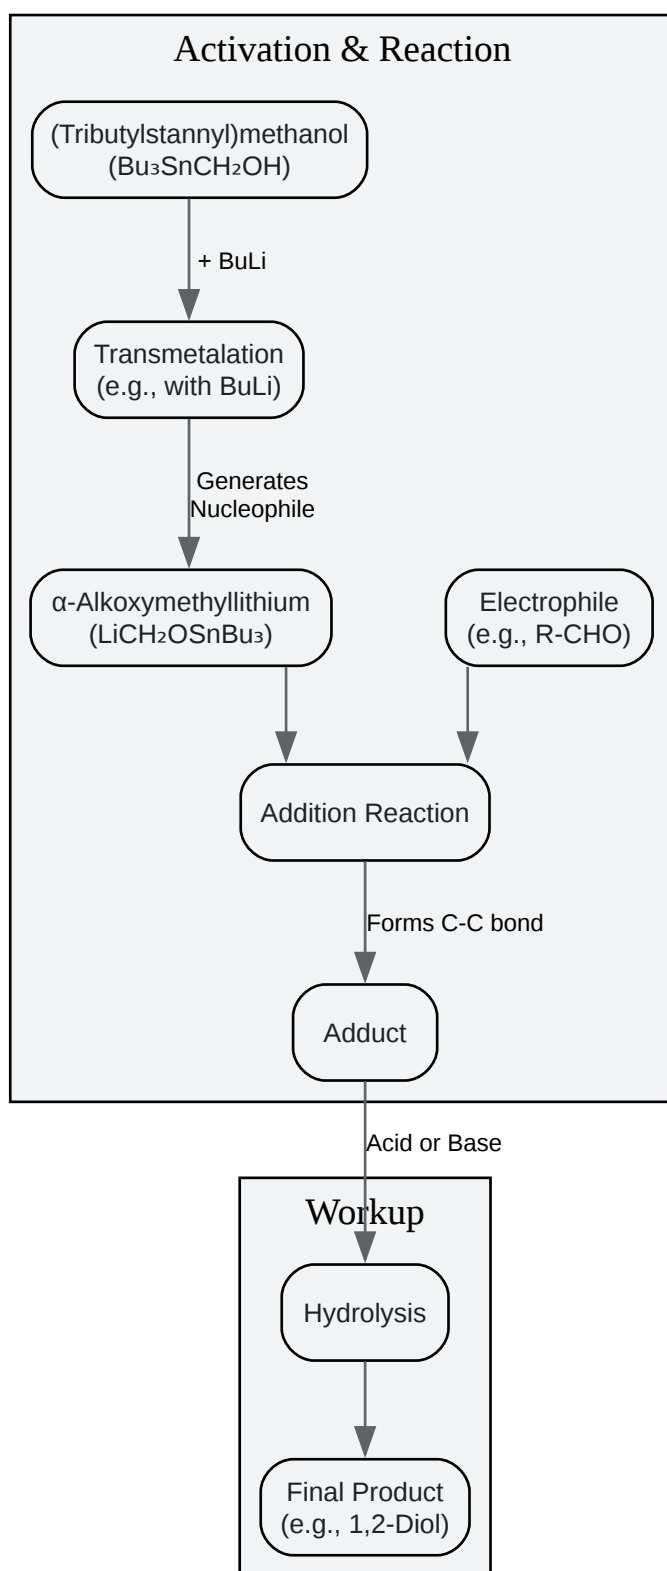 Activation & Reaction
(Tributylstannyl)methanol
(Bu₃SnCH₂OH)
+ BuLi
Transmetalation
(e.g., with BuLi)
Generates
Nucleophile
α-Alkoxymethyllithium
(LiCH₂OSnBu₃)
Electrophile
(e.g., R-CHO)
Addition Reaction
Forms C-C bond
Adduct
Acid or Base
Workup
Hydrolysis
Final Product
(e.g., 1,2-Diol)